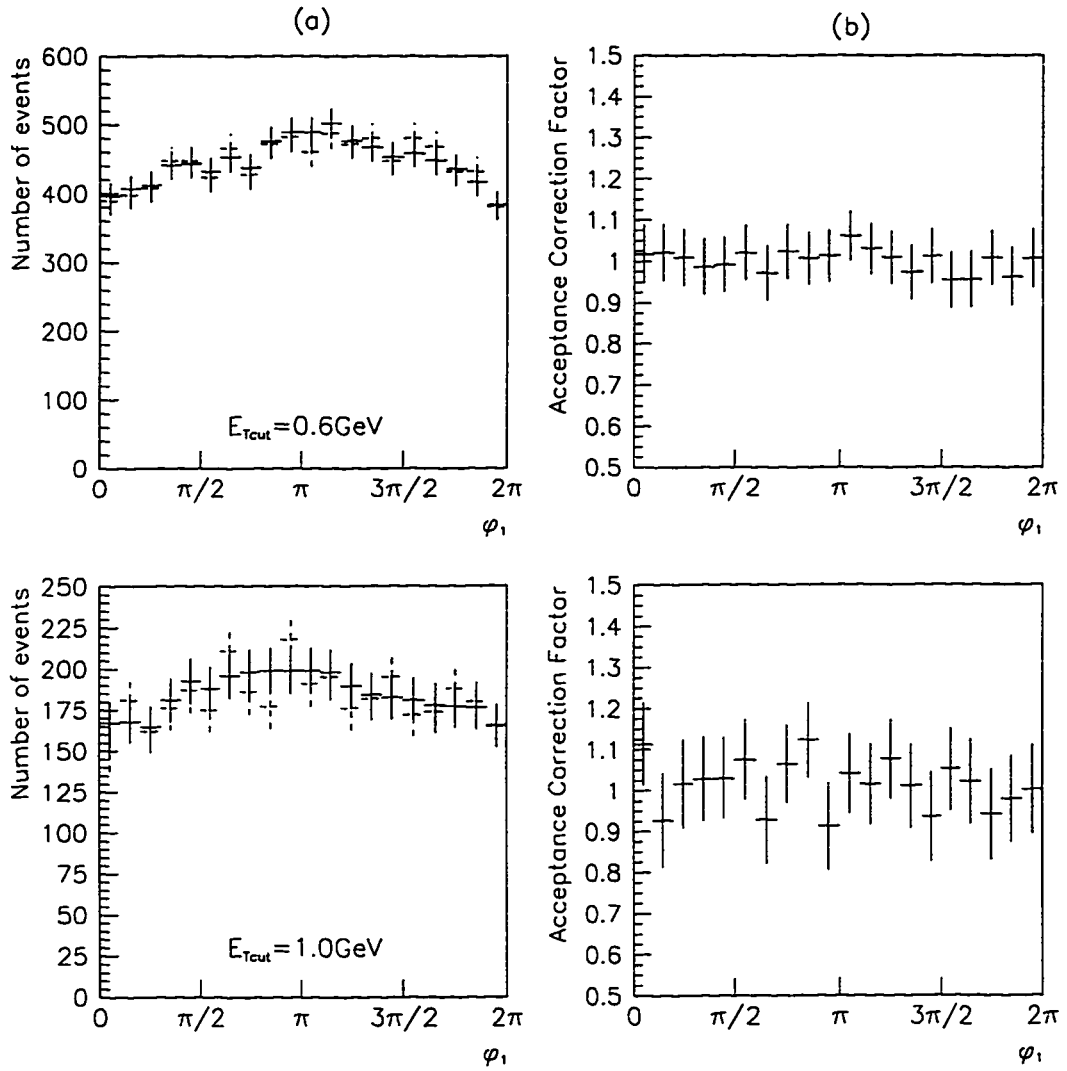 (a)
(b)
Number of events
600
500
400
300
200
100
0
E_Tcut=0.6GeV
0
π/2
π
3π/2
2π
φ₁
Acceptance Correction Factor
1.5
1.4
1.3
1.2
1.1
1
0.9
0.8
0.7
0.6
0.5
0
π/2
π
3π/2
2π
φ₁
Number of events
250
225
200
175
150
125
100
75
50
25
0
E_Tcut=1.0GeV
0
π/2
π
3π/2
2π
φ₁
Acceptance Correction Factor
1.5
1.4
1.3
1.2
1.1
1
0.9
0.8
0.7
0.6
0.5
0
π/2
π
3π/2
2π
φ₁